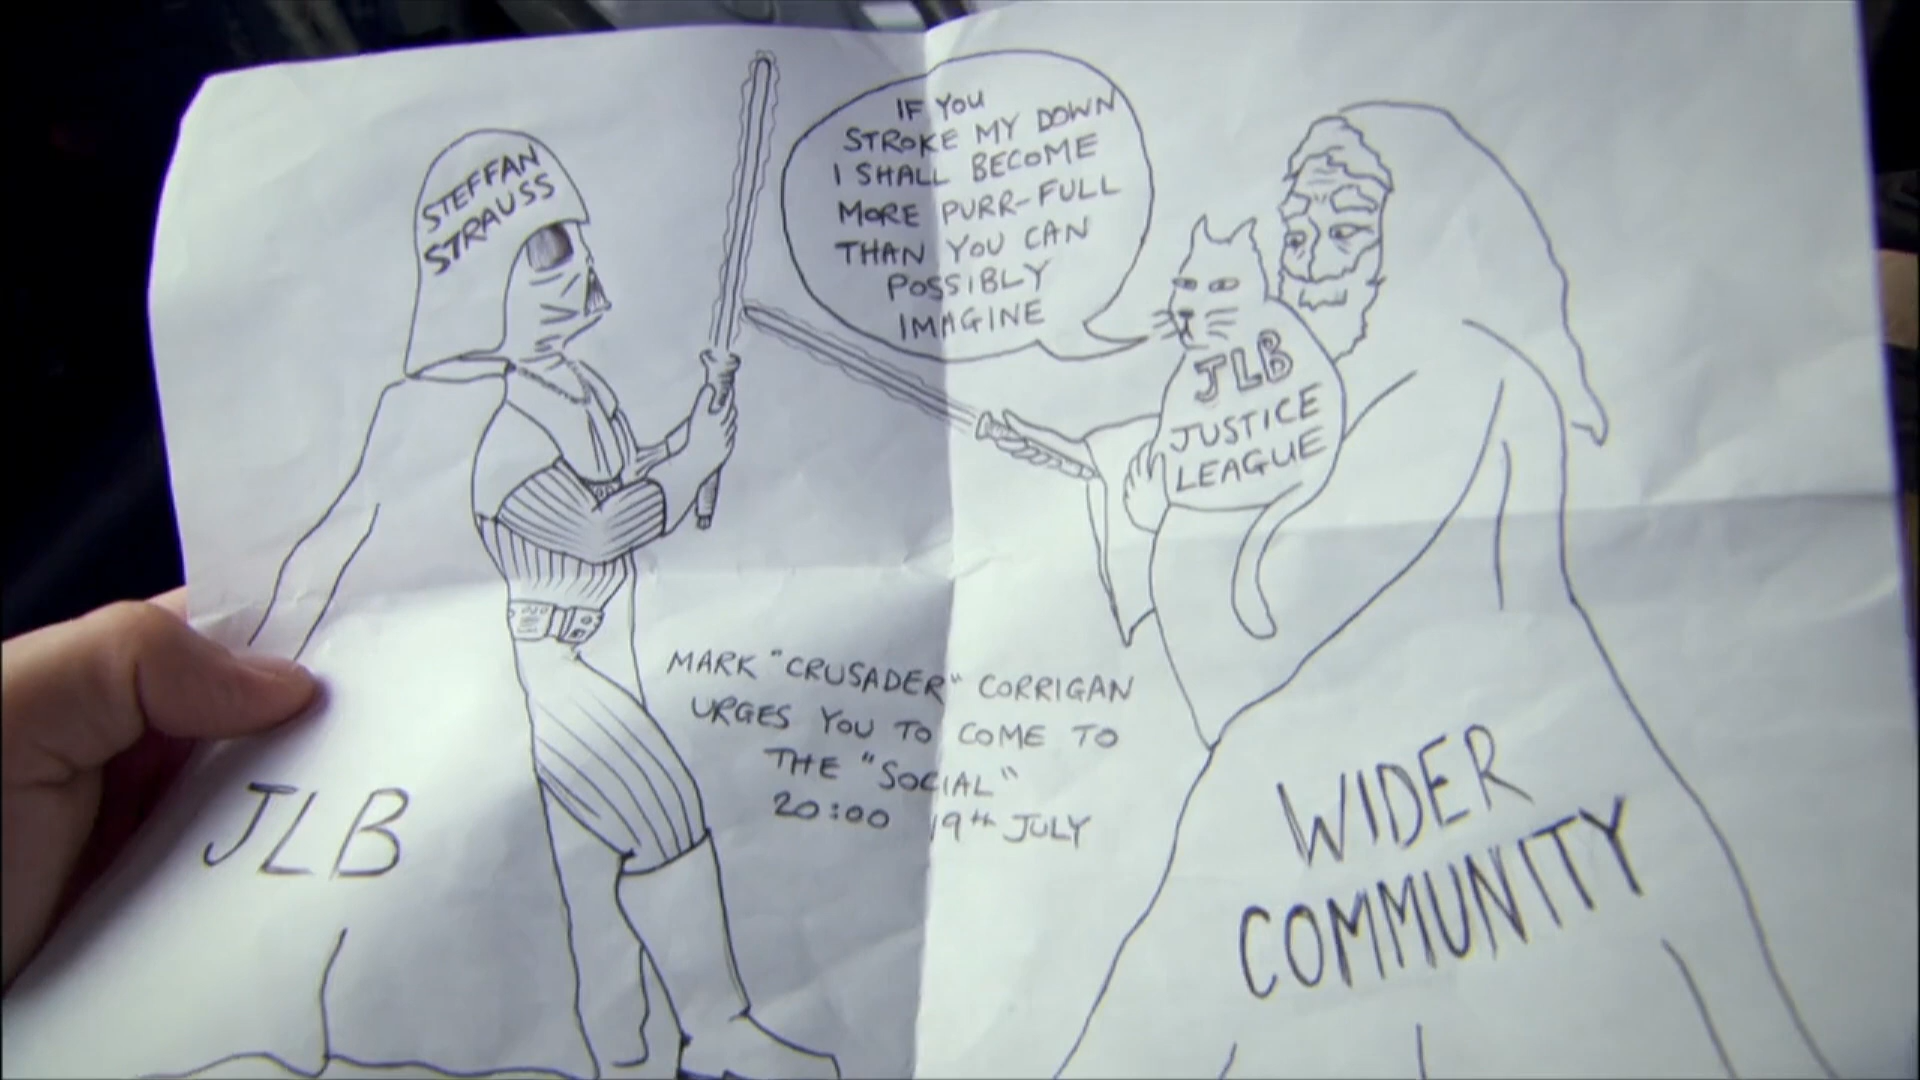 STEFFAN
STRAUSS
IF YOU
STROKE MY DOWN
I SHALL BECOME
MORE PURR-FULL
THAN YOU CAN
POSSIBLY
IMAGINE
JLB
JUSTICE
LEAGUE
MARK "CRUSADER" CORRIGAN
URGES YOU TO COME TO
THE "SOCIAL"
20:00 19th JULY
JLB
WIDER
COMMUNITY